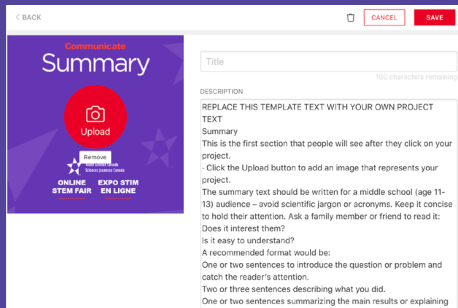 < BACK
CANCEL
SAVE
Communicate
Summary
Upload
Remove
Youth Science Canada
Sciences jeunesse Canada
ONLINE STEM FAIR
EXPO STIM EN LIGNE
Title
100 characters remaining
DESCRIPTION
REPLACE THIS TEMPLATE TEXT WITH YOUR OWN PROJECT
TEXT
Summary
This is the first section that people will see after they click on your
project.
- Click the Upload button to add an image that represents your
project.
The summary text should be written for a middle school (age 11-
13) audience – avoid scientific jargon or acronyms. Keep it concise
to hold their attention. Ask a family member or friend to read it:
Does it interest them?
Is it easy to understand?
A recommended format would be:
One or two sentences to introduce the question or problem and
catch the reader's attention.
Two or three sentences describing what you did.
One or two sentences summarizing the main results or explaining